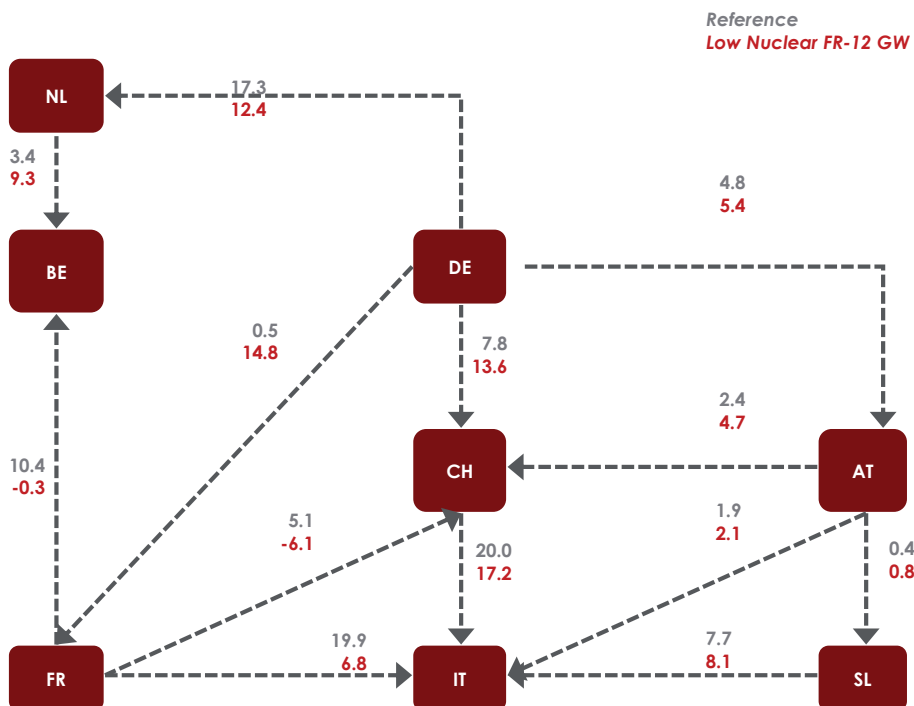 Reference
Low Nuclear FR-12 GW
NL
17.3
12.4
3.4
9.3
4.8
5.4
BE
DE
0.5
14.8
7.8
13.6
2.4
4.7
10.4
-0.3
CH
AT
5.1
-6.1
1.9
2.1
20.0
17.2
0.4
0.8
19.9
6.8
7.7
8.1
FR
IT
SL